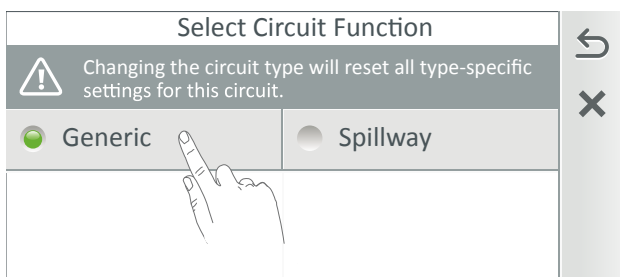 Select Circuit Function
Changing the circuit type will reset all type-specific
settings for this circuit.
Generic
Spillway